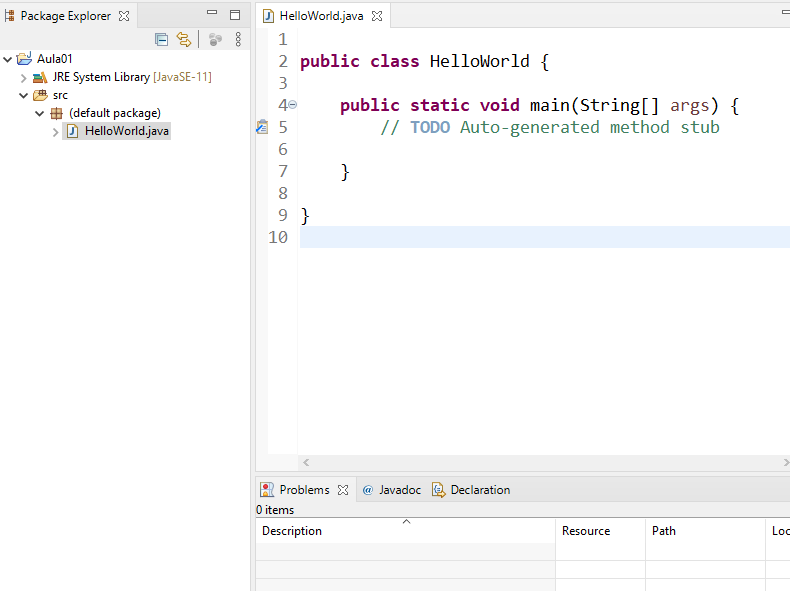 Package Explorer
Aula01
JRE System Library [JavaSE-11]
src
(default package)
HelloWorld.java
HelloWorld.java
1
2 public class HelloWorld {
3
4 public static void main(String[] args) {
5 // TODO Auto-generated method stub
6
7 }
8
9 }
10
Problems @ Javadoc Declaration
0 items
Description Resource Path Loc